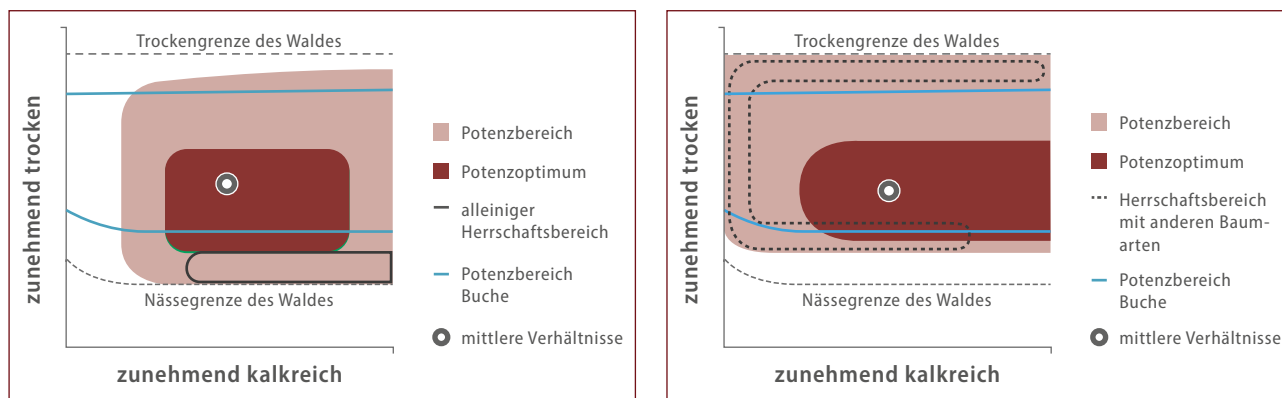 Trockengrenze des Waldes
zunehmend trocken
Potenzbereich
Potenzoptimum
alleiniger
Herrschaftsbereich
Potenzbereich
Buche
mittlere Verhältnisse
Nässegrenze des Waldes
zunehmend kalkreich
Trockengrenze des Waldes
zunehmend trocken
Potenzbereich
Potenzoptimum
Herrschaftsbereich
mit anderen Baum-
arten
Potenzbereich
Buche
mittlere Verhältnisse
Nässegrenze des Waldes
zunehmend kalkreich